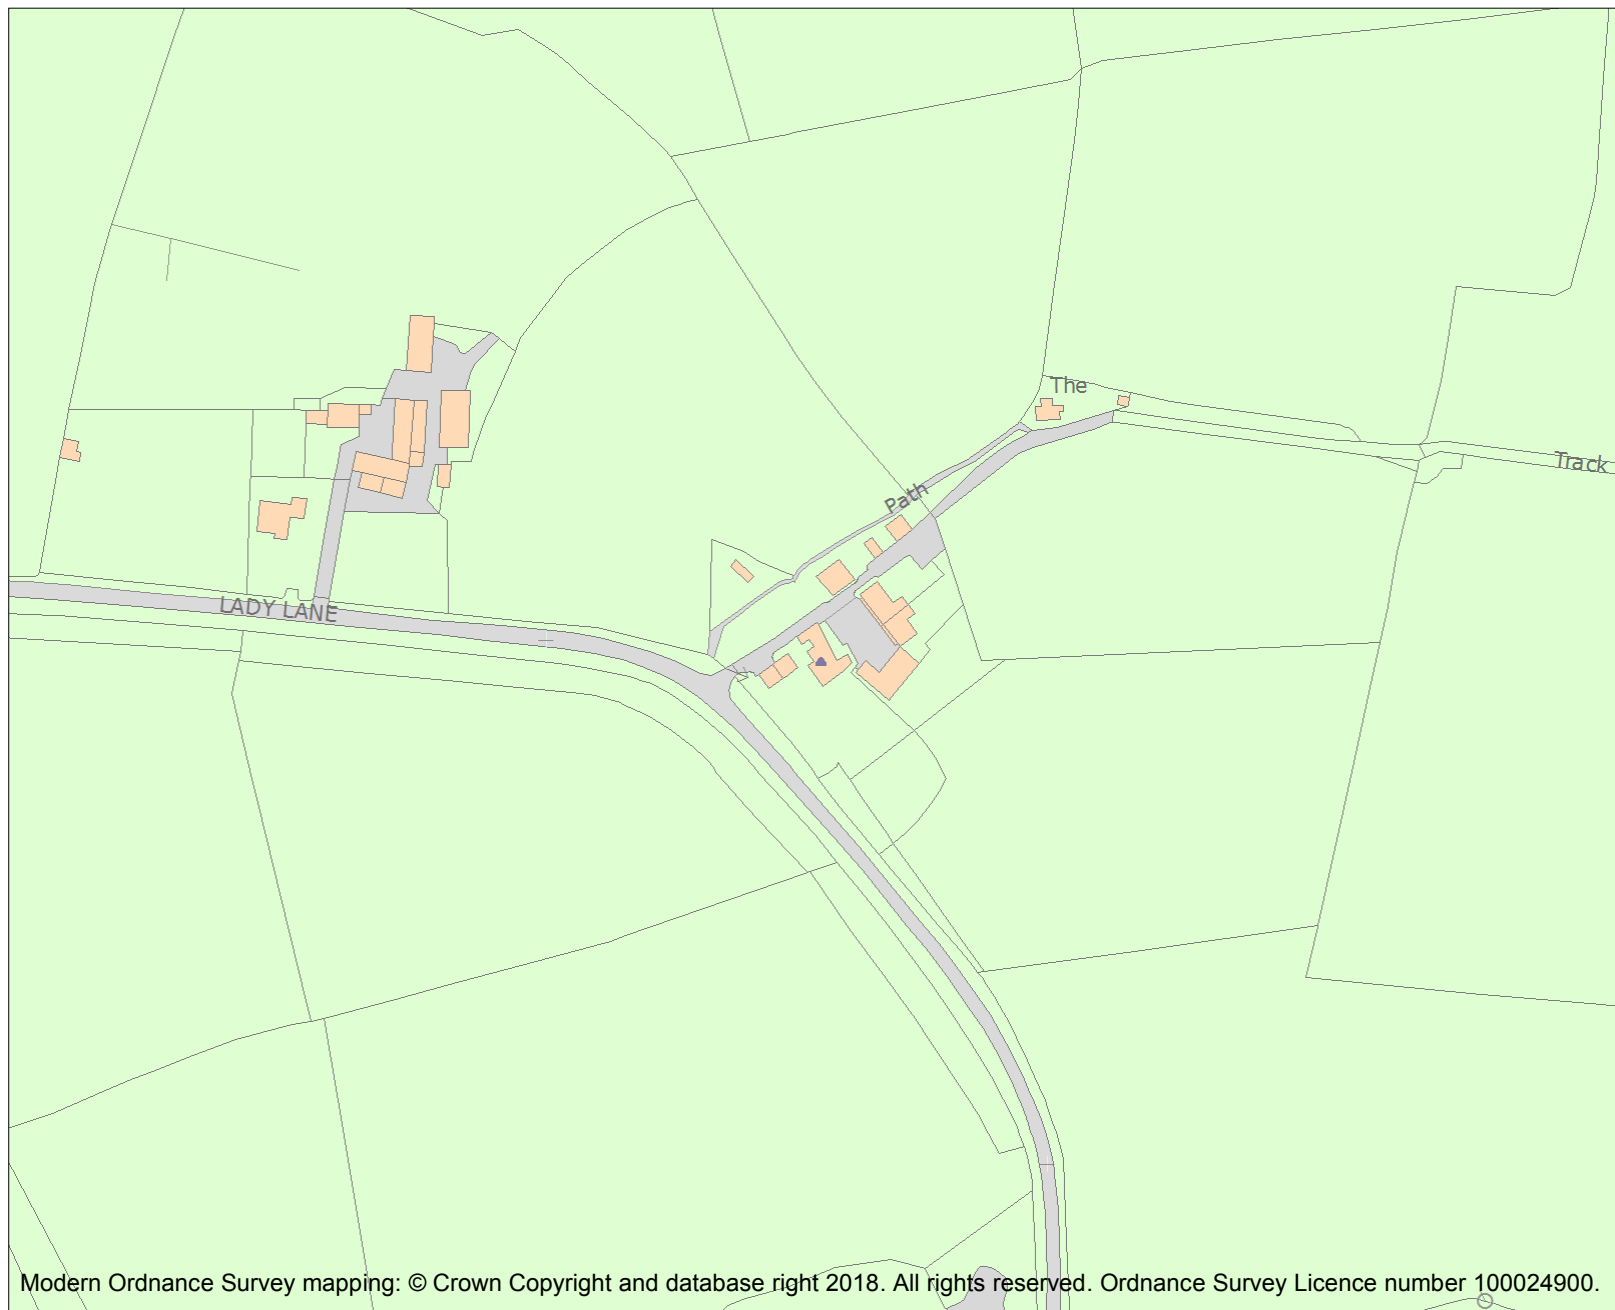 The
Track
Path
LADY LANE
Modern Ordnance Survey mapping: © Crown Copyright and database right 2018. All rights reserved. Ordnance Survey Licence number 100024900.